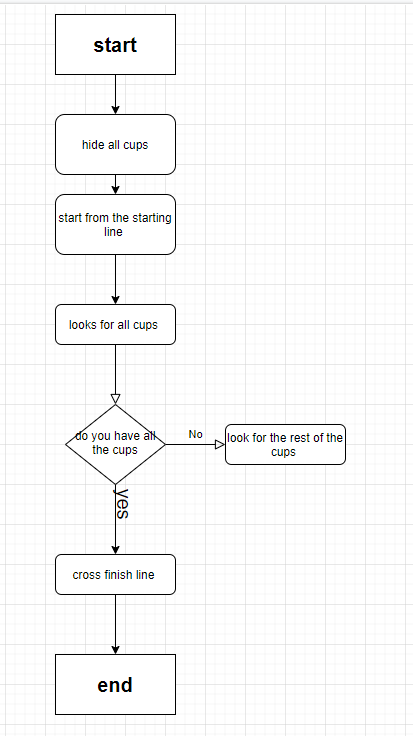 start
hide all cups
start from the starting
line
looks for all cups
do you have all
the cups
No
look for the rest of the
cups
yes
cross finish line
end